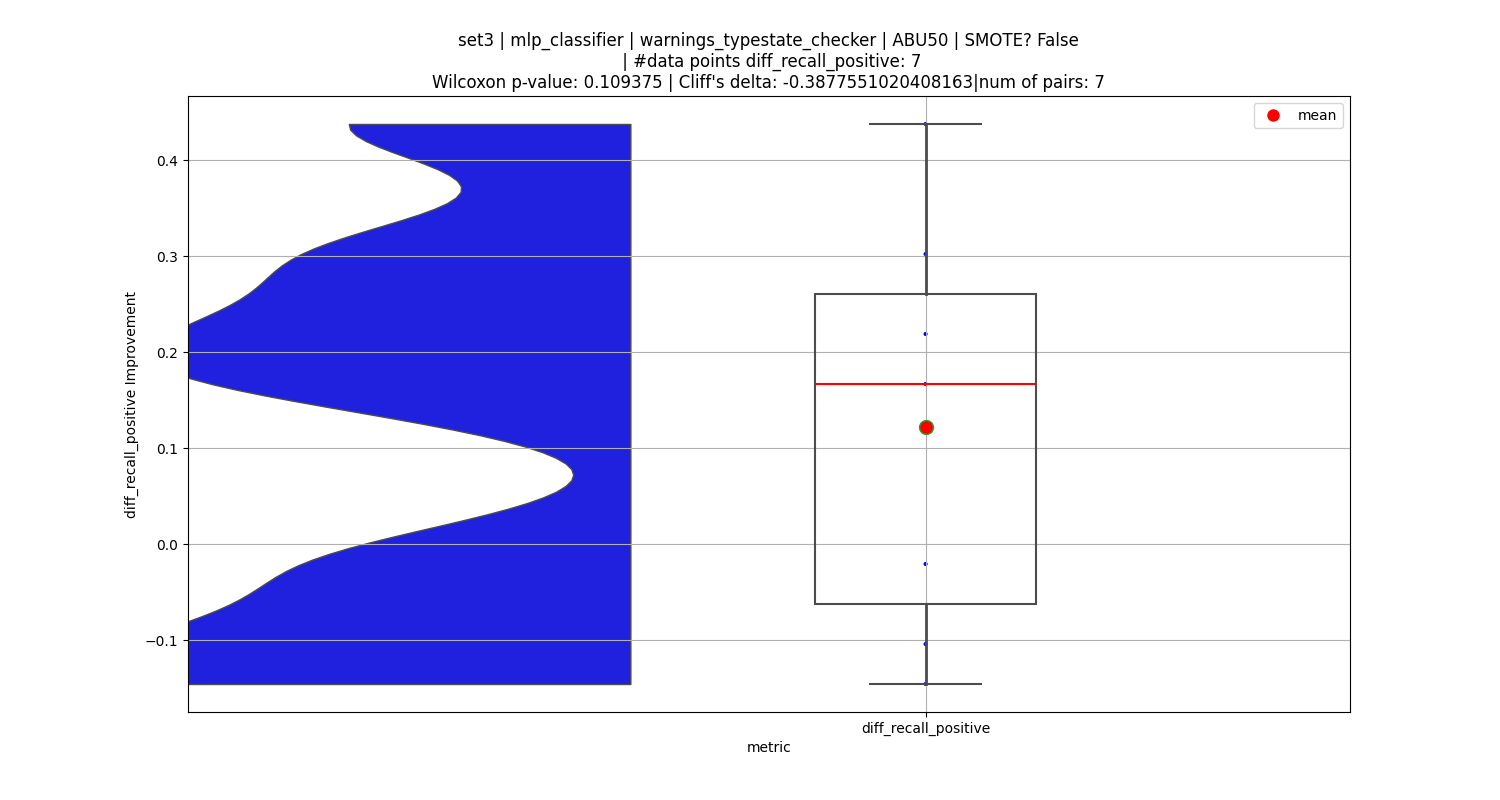 set3 | mlp_classifier | warnings_typestate_checker | ABU50 | SMOTE? False
| #data points diff_recall_positive: 7
Wilcoxon p-value: 0.109375 | Cliff's delta: -0.3877551020408163|num of pairs: 7
mean
0.4
0.3
0.2
0.1
0.0
−0.1
diff_recall_positive Improvement
diff_recall_positive
metric